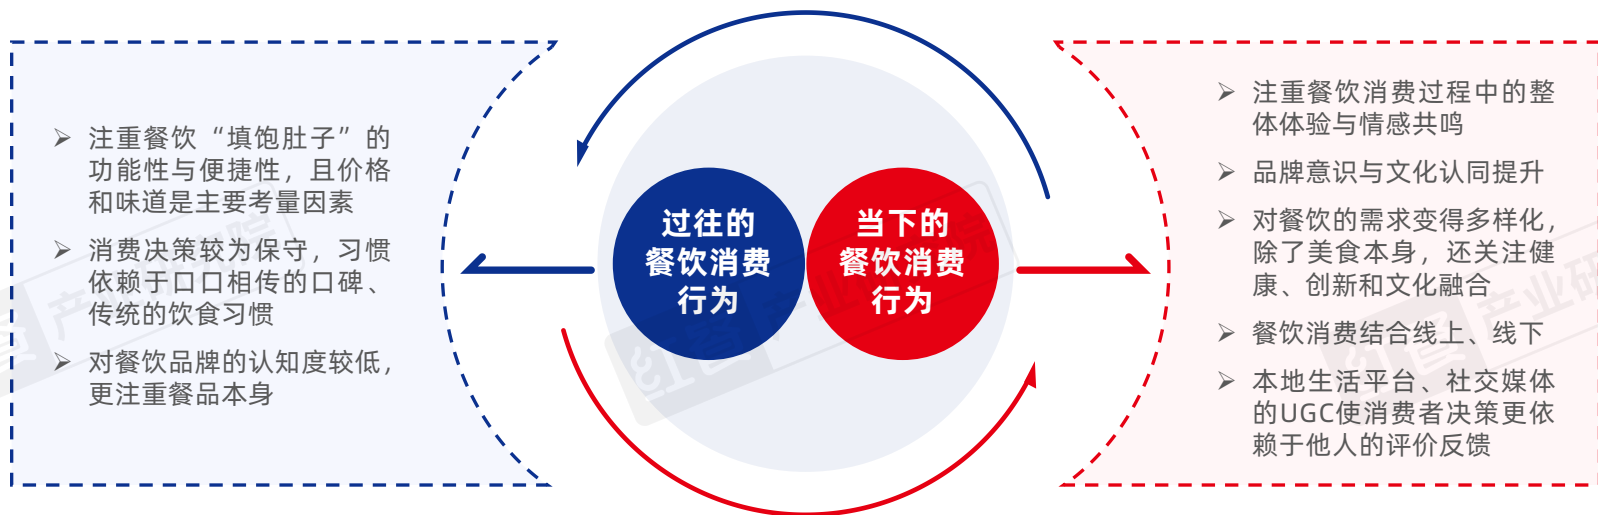 注重餐饮“填饱肚子”的
功能性与便捷性，且价格
和味道是主要考量因素
消费决策较为保守，习惯
依赖于口口相传的口碑、
传统的饮食习惯
对餐饮品牌的认知度较低，
更注重餐品本身
过往的
餐饮消费
行为
当下的
餐饮消费
行为
注重餐饮消费过程中的整
体体验与情感共鸣
品牌意识与文化认同提升
对餐饮的需求变得多样化，
除了美食本身，还关注健
康、创新和文化融合
餐饮消费结合线上、线下
本地生活平台、社交媒体
的UGC使消费者决策更依
赖于他人的评价反馈
红餐 产业研究院